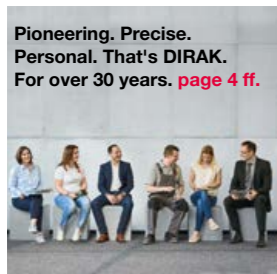 Pioneering. Precise.
Personal. That's DIRAK.
For over 30 years. page 4 ff.